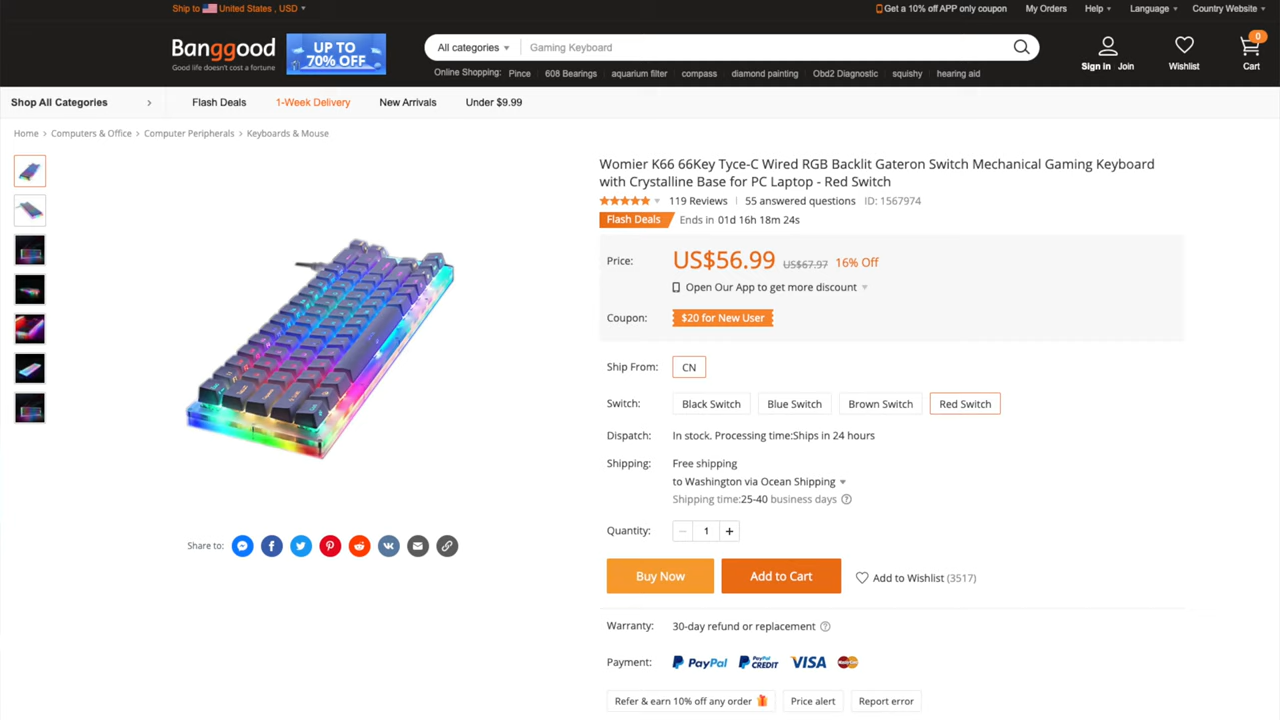 Ship to United States , USD
Get a 10% off APP only coupon
My Orders
Help
Language
Country Website
Banggood
Good life doesn't cost a fortune
UP TO
70% OFF
All categories
Gaming Keyboard
Online Shopping: Pince 608 Bearings aquarium filter compass diamond painting Obd2 Diagnostic squishy hearing aid
Sign in Join
Wishlist
0
Cart
Shop All Categories
Flash Deals
1-Week Delivery
New Arrivals
Under $9.99
Home > Computers & Office > Computer Peripherals > Keyboards & Mouse
Womier K66 66Key Tyce-C Wired RGB Backlit Gateron Switch Mechanical Gaming Keyboard
with Crystalline Base for PC Laptop - Red Switch
119 Reviews 55 answered questions ID: 1567974
Flash Deals Ends in 01d 16h 18m 24s
Price: US$56.99 US$67.97 16% Off
Open Our App to get more discount
Coupon: $20 for New User
Ship From: CN
Switch: Black Switch Blue Switch Brown Switch Red Switch
Dispatch: In stock. Processing time:Ships in 24 hours
Shipping: Free shipping
to Washington via Ocean Shipping
Shipping time:25-40 business days ?
Quantity: − 1 +
Share to:
Buy Now
Add to Cart
Add to Wishlist (3517)
Warranty: 30-day refund or replacement ?
Payment: PayPal PayPal CREDIT VISA MasterCard
Refer & earn 10% off any order
Price alert
Report error